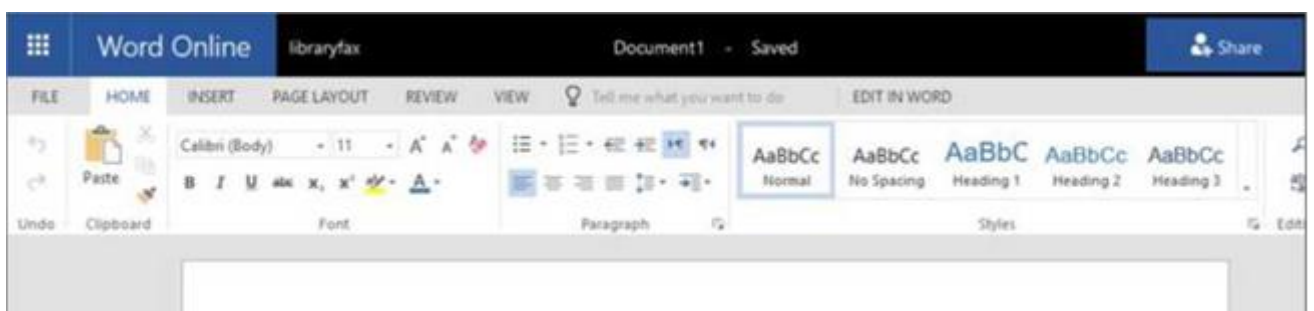 Word Online libraryfax Document1 - Saved Share
FILE HOME INSERT PAGE LAYOUT REVIEW VIEW Tell me what you want to do EDIT IN WORD
Calibri (Body) 11 A A
Paste AaBbCc AaBbCc AaBbC AaBbCc AaBbCc
B I U abc x, x² A Normal No Spacing Heading 1 Heading 2 Heading 3
Undo Clipboard Font Paragraph Styles